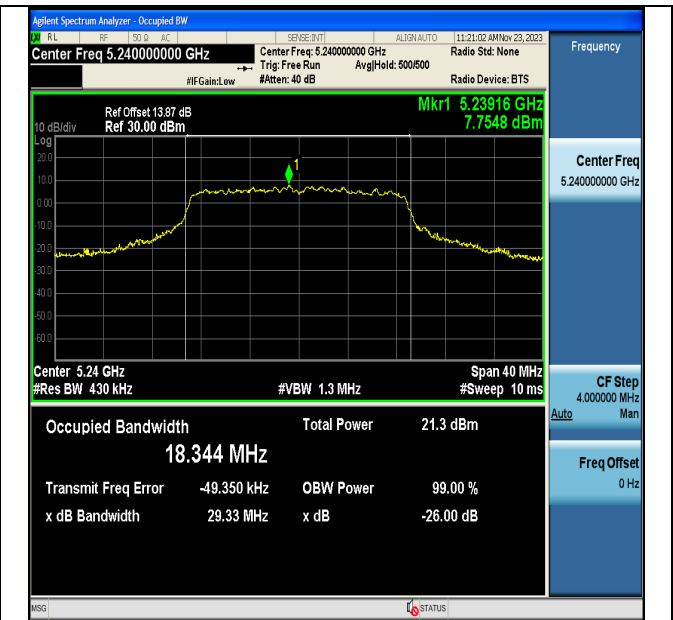 Agilent Spectrum Analyzer - Occupied BW
RL RF 50 Ω AC SENSE:INT ALIGN AUTO 11:21:02 AM Nov 23, 2023
Center Freq 5.240000000 GHz
Center Freq: 5.240000000 GHz
Radio Std: None
Trig: Free Run Avg|Hold: 500/500
#IFGain:Low
#Atten: 40 dB
Radio Device: BTS
Frequency
Ref Offset 13.87 dB
Mkr1 5.23916 GHz
10 dB/div Ref 30.00 dBm
7.7548 dBm
Log
20.0
10.0
0.00
-10.0
-20.0
-30.0
-40.0
-50.0
-60.0
1
Center 5.24 GHz
Span 40 MHz
#Res BW 430 kHz
#VBW 1.3 MHz
#Sweep 10 ms
Center Freq
5.240000000 GHz
CF Step
4.000000 MHz
Auto Man
Freq Offset
0 Hz
Occupied Bandwidth
18.344 MHz
Total Power 21.3 dBm
Transmit Freq Error -49.350 kHz
OBW Power 99.00 %
x dB Bandwidth 29.33 MHz
x dB -26.00 dB
MSG
STATUS